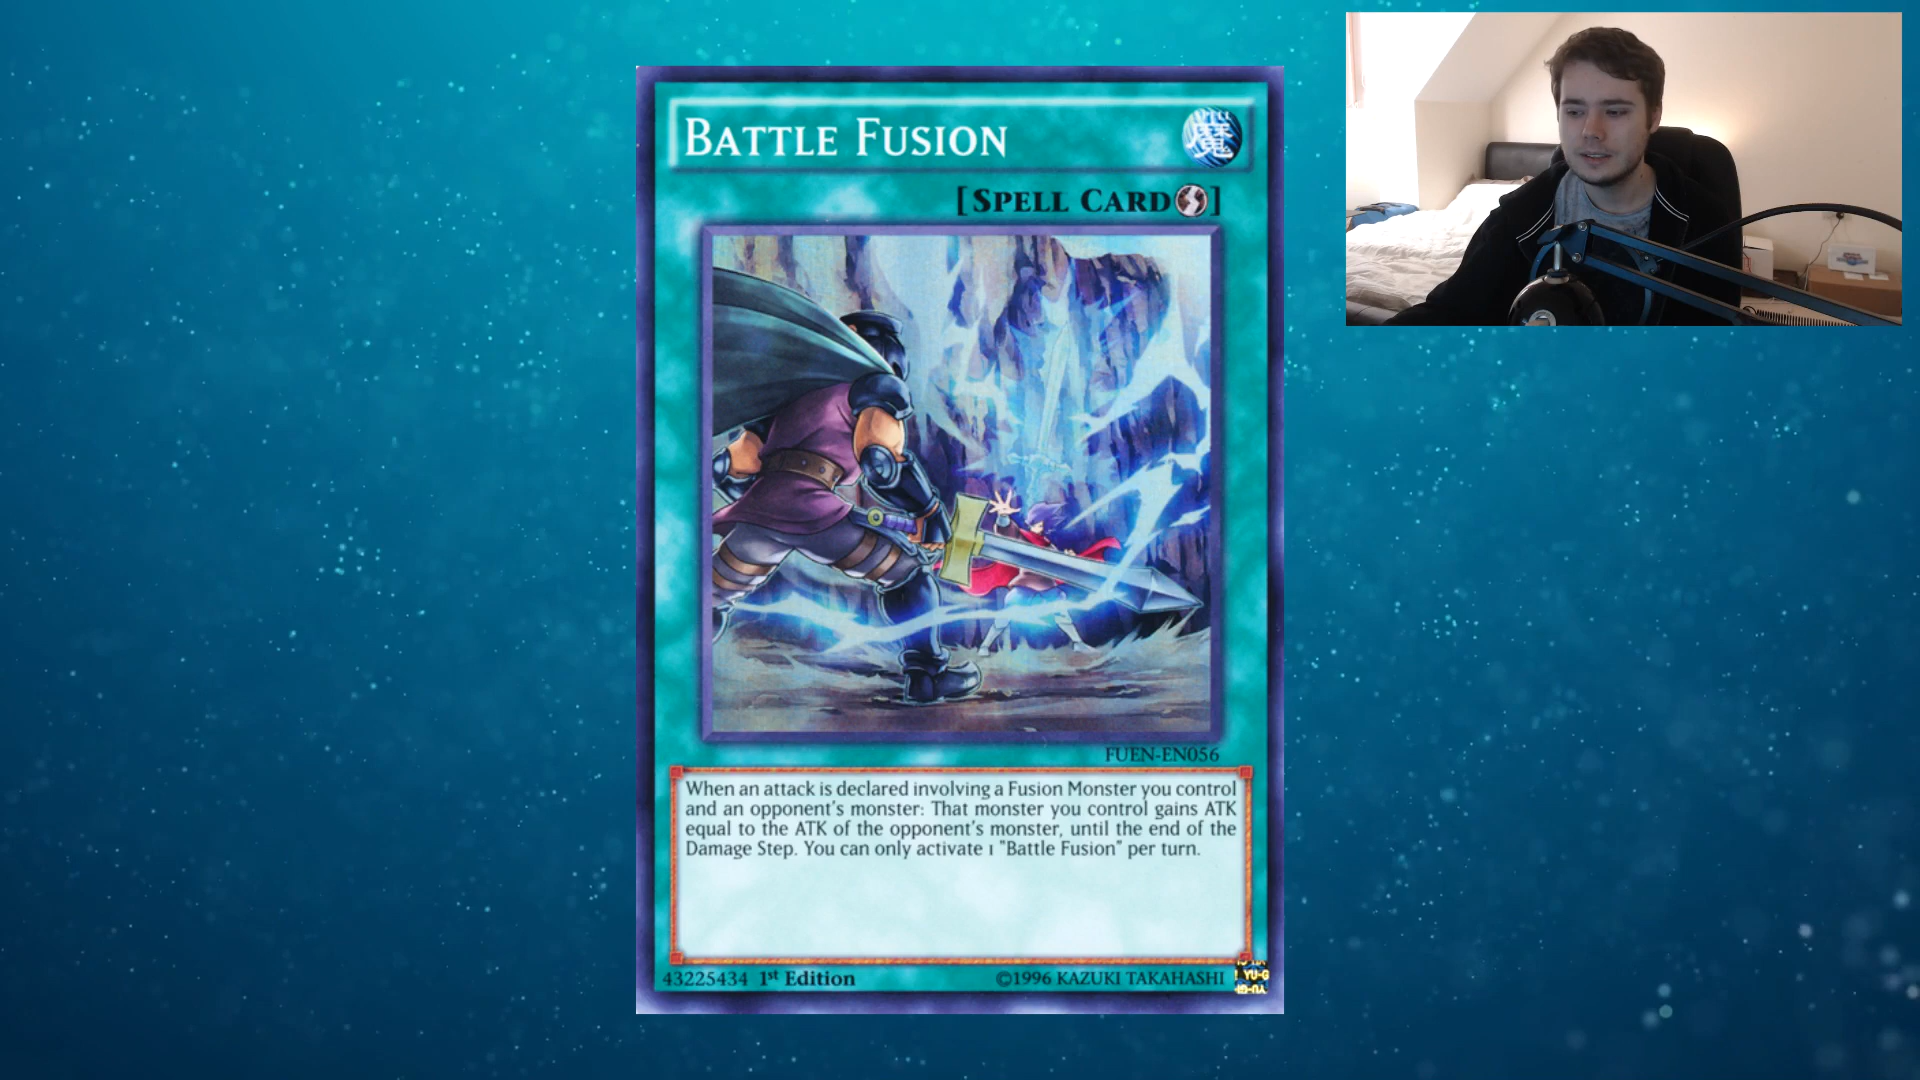 BATTLE FUSION
SPELL
魔
[SPELL CARD]
FUEN-EN056
When an attack is declared involving a Fusion Monster you control
and an opponent's monster: That monster you control gains ATK
equal to the ATK of the opponent's monster, until the end of the
Damage Step. You can only activate 1 "Battle Fusion" per turn.
43225434 1st Edition
©1996 KAZUKI TAKAHASHI